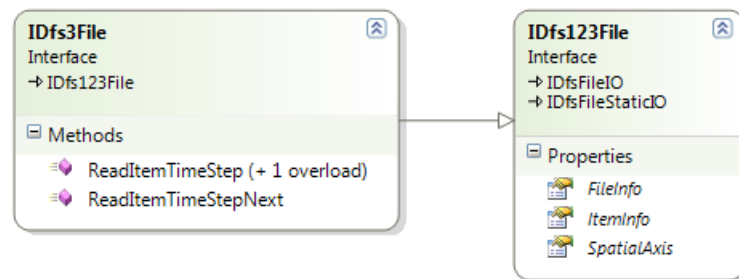 IDfs3File
Interface
→ IDfs123File
Methods
ReadItemTimeStep (+ 1 overload)
ReadItemTimeStepNext
IDfs123File
Interface
→ IDfsFileIO
→ IDfsFileStaticIO
Properties
FileInfo
ItemInfo
SpatialAxis